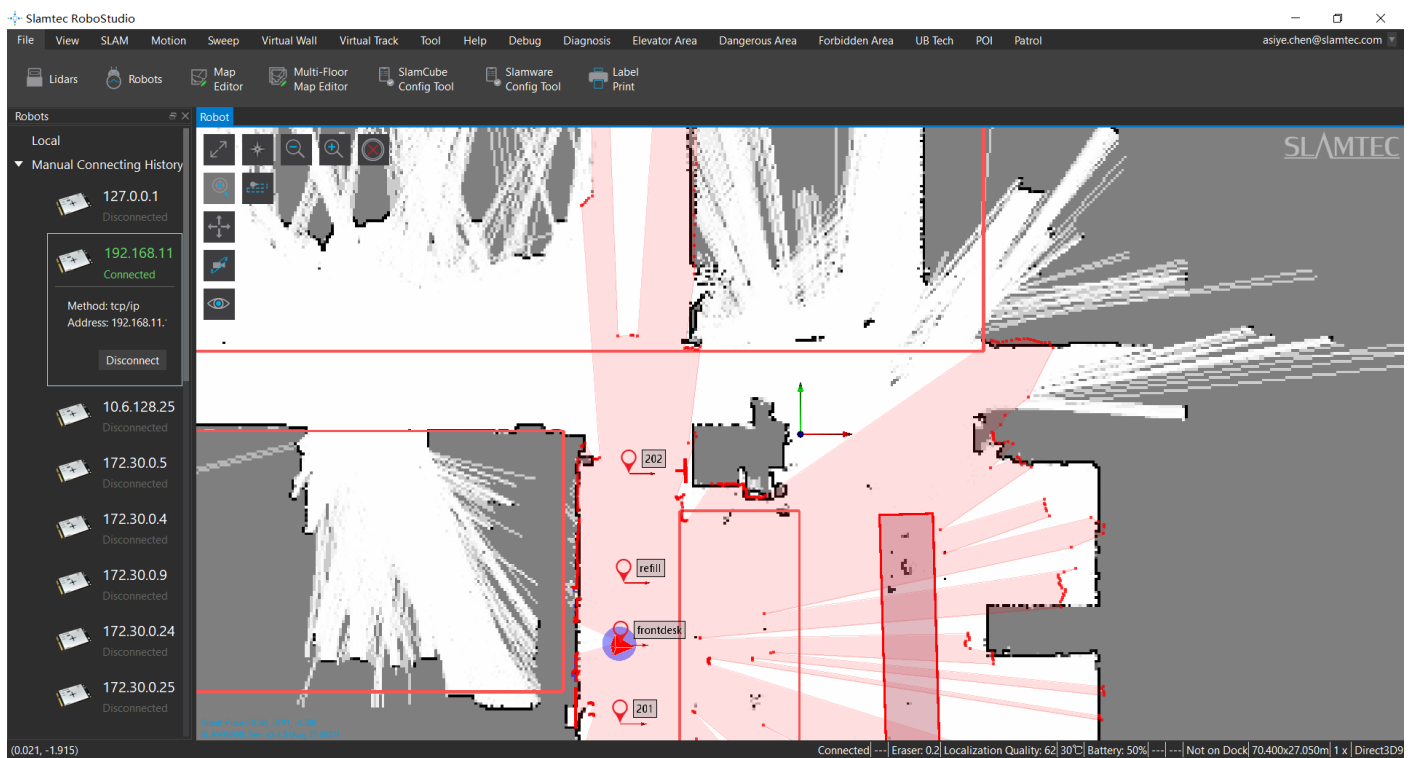 Slamtec RoboStudio
File View SLAM Motion Sweep Virtual Wall Virtual Track Tool Help Debug Diagnosis Elevator Area Dangerous Area Forbidden Area UB Tech POI Patrol asiye.chen@slamtec.com
Lidars
Robots
Map
Editor
Multi-Floor
Map Editor
SlamCube
Config Tool
Slamware
Config Tool
Label
Print
Robots
Local
Manual Connecting History
127.0.0.1
Disconnected
192.168.11
Connected
Method: tcp/ip
Address: 192.168.11.
Disconnect
10.6.128.25
Disconnected
172.30.0.5
Disconnected
172.30.0.4
Disconnected
172.30.0.9
Disconnected
172.30.0.24
Disconnected
172.30.0.25
Disconnected
Robot
SLAMTEC
202
refill
frontdesk
201
(0.021, -1.915)
Connected --- Eraser: 0.2 Localization Quality: 62 30℃ Battery: 50% --- --- Not on Dock 70.400x27.050m 1 x Direct3D9